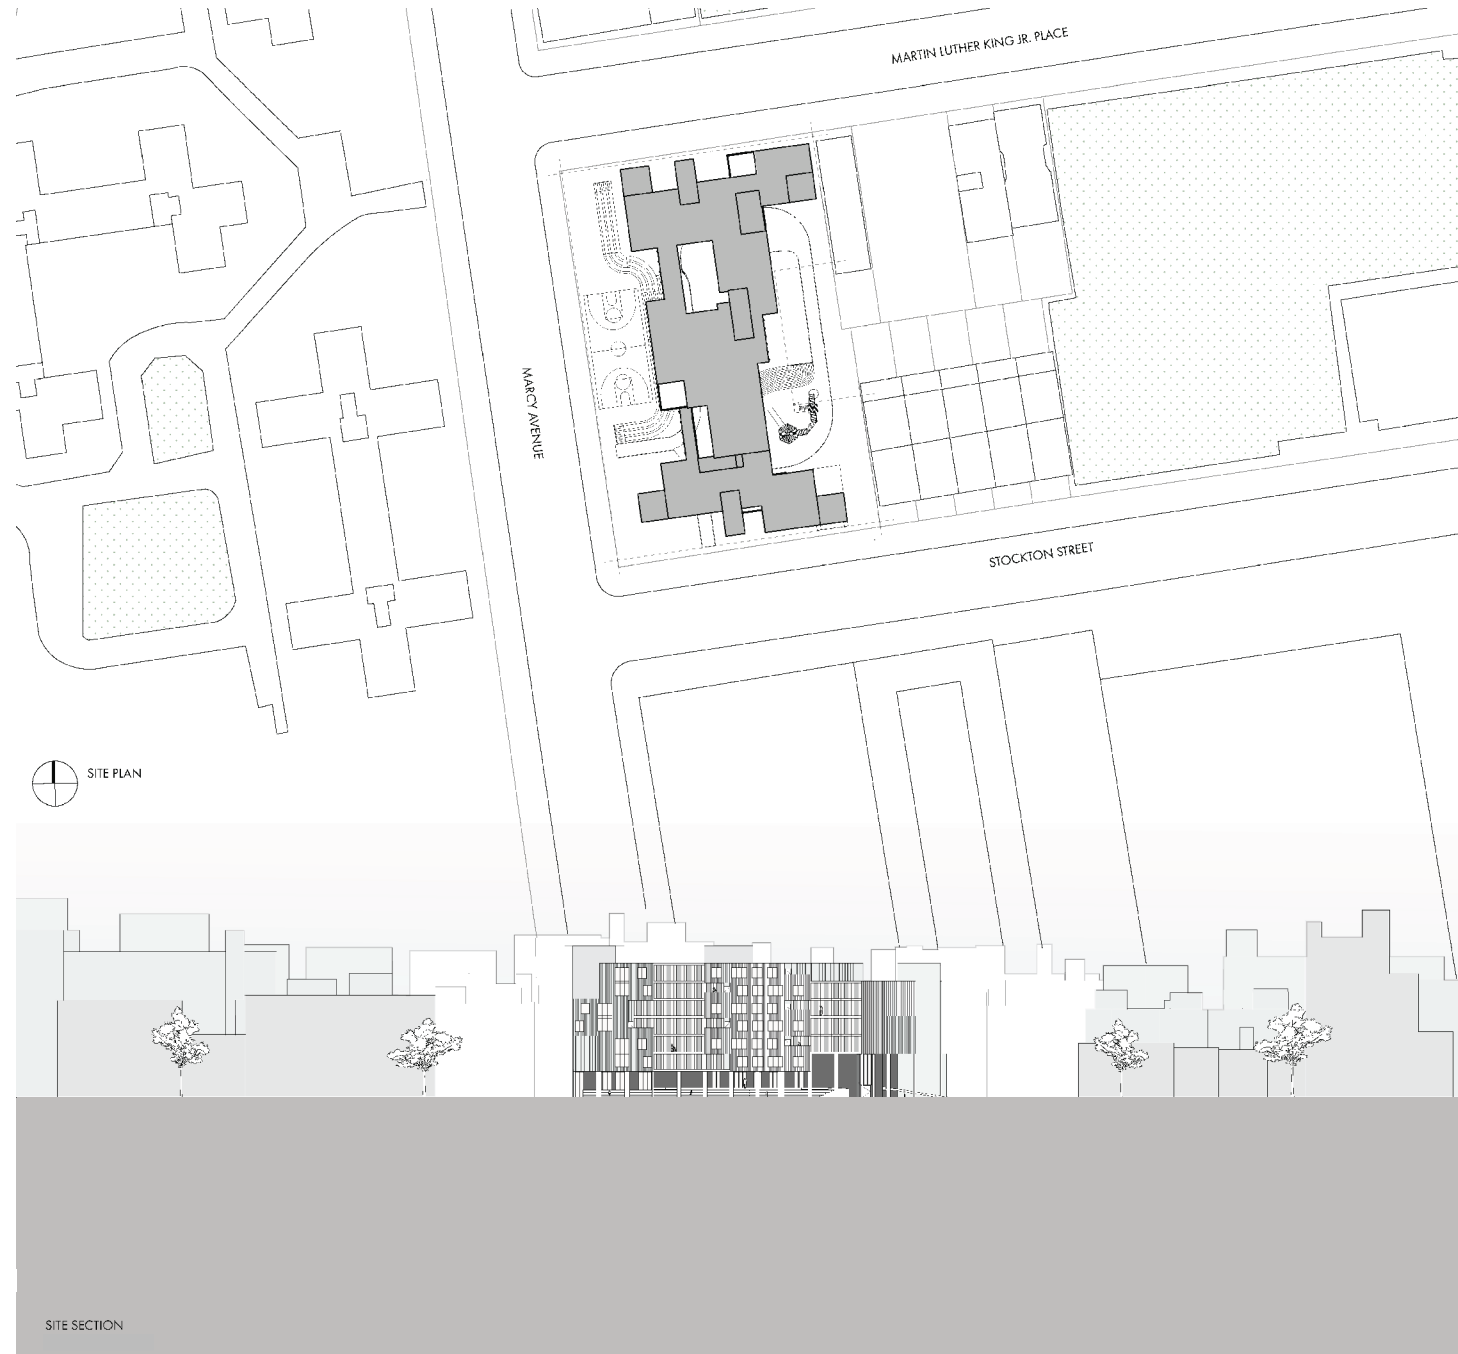 MARTIN LUTHER KING JR. PLACE
MARCY AVENUE
STOCKTON STREET
SITE PLAN
SITE SECTION